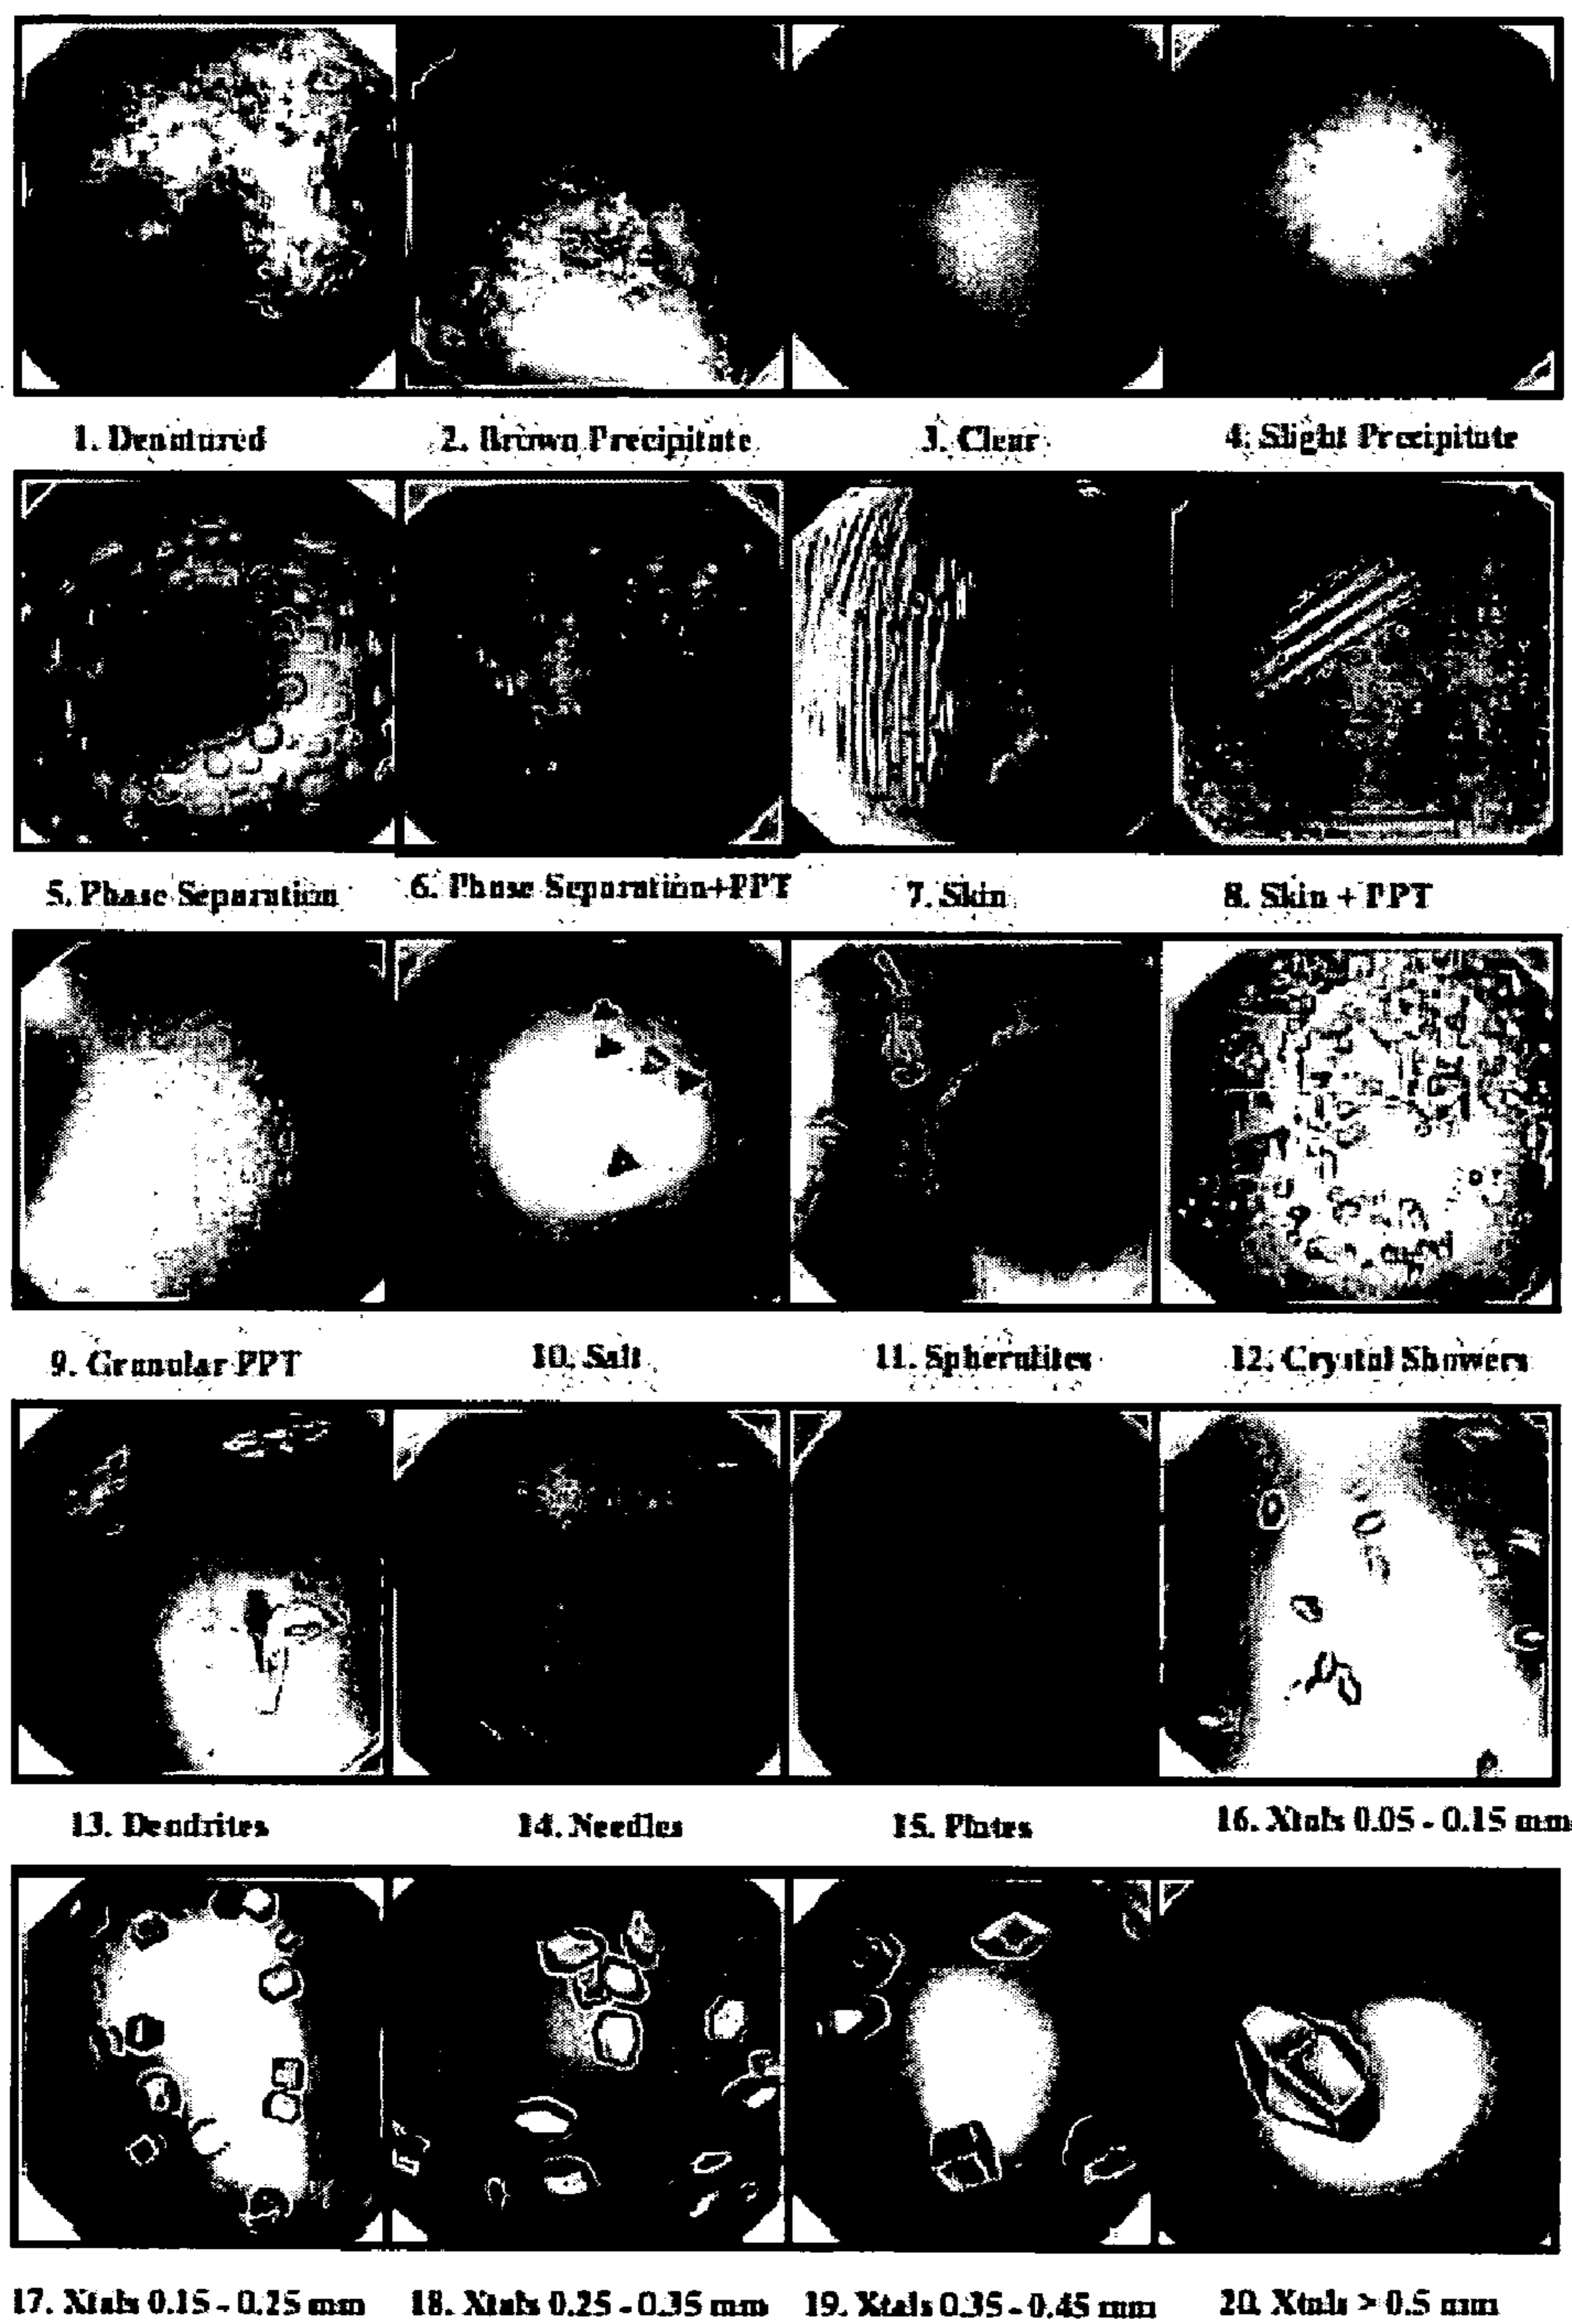 1. Denatured
2. Brown Precipitate
3. Clear
4. Slight Precipitate
5. Phase Separation
6. Phase Separation+PPT
7. Skin
8. Skin + PPT
9. Granular PPT
10. Salt
11. Spherulites
12. Crystal Showers
13. Dendrites
14. Needles
15. Plates
16. Xtals 0.05 - 0.15 mm
17. Xtals 0.15 - 0.25 mm
18. Xtals 0.25 - 0.35 mm
19. Xtals 0.35 - 0.45 mm
20. Xtals > 0.5 mm